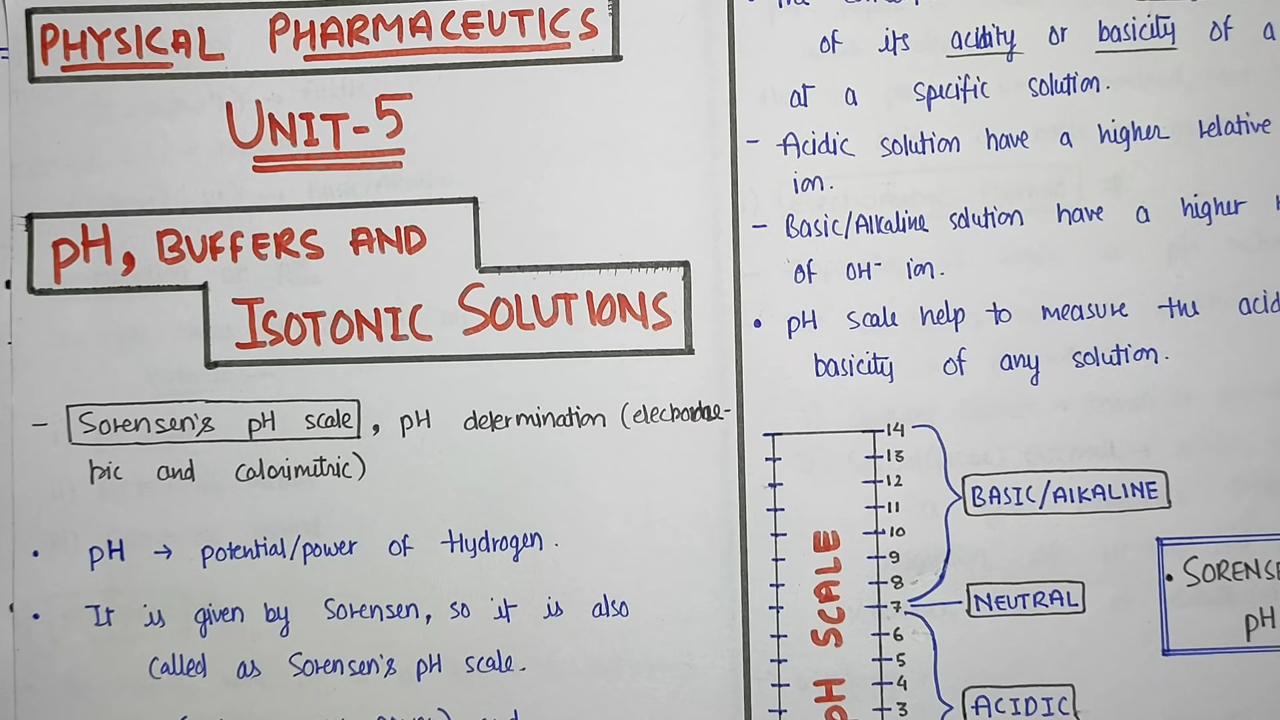 PHYSICAL PHARMACEUTICS
UNIT-5
pH, BUFFERS AND
ISOTONIC SOLUTIONS
- Sorensen's pH scale, pH determination
and calorimetric)
• pH → potential/power of Hydrogen.
• It is given by Sorensen, so it is also
called as Sorensen's pH scale.
and
of its acidity or basicity of a
at a specific solution.
- Acidic solution have a higher relative
ion.
- Basic/Alkaline solution have a higher
of OH⁻ ion.
• pH scale help to measure the acid
basicity of any solution.
14
13
12
11
10
9
8
7
6
5
4
3
BASIC/ALKALINE
NEUTRAL
ACIDIC
pH SCALE
• SORENSE
pH